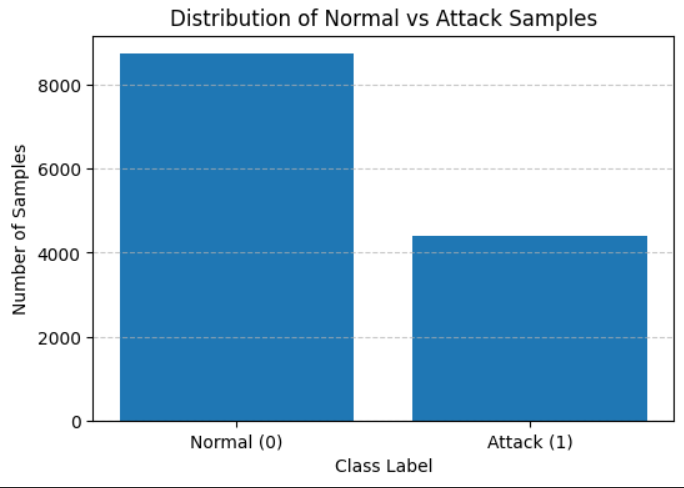 Distribution of Normal vs Attack Samples
Number of Samples
8000
6000
4000
2000
0
Normal (0)
Attack (1)
Class Label